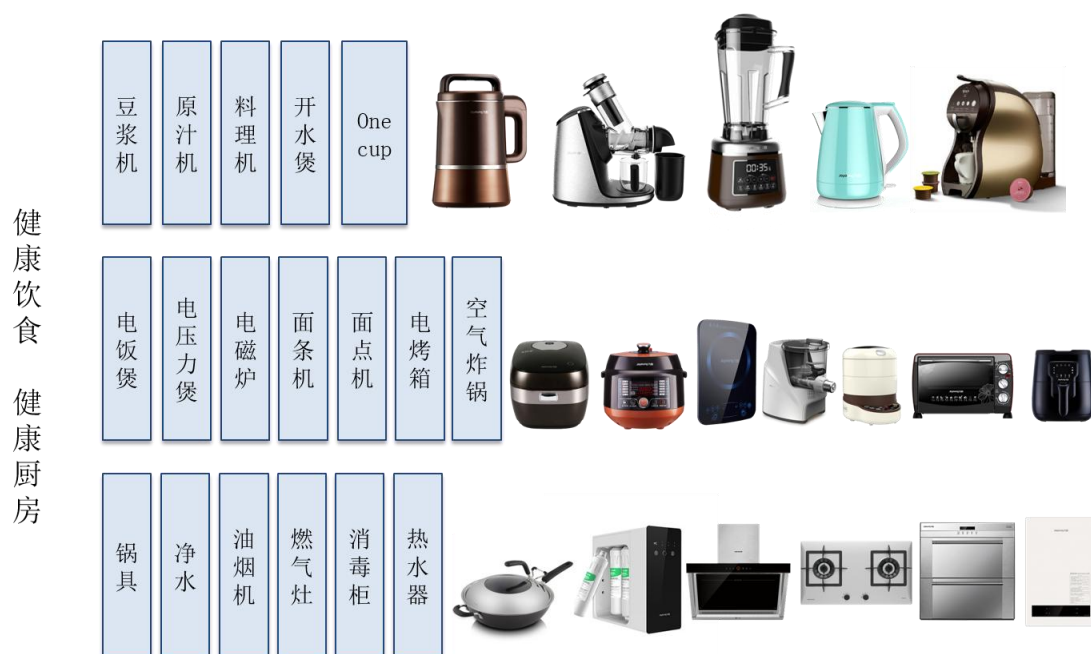 健康饮食 健康厨房
豆浆机
原汁机
料理机
开水煲
One
cup
00:35
电饭煲
电压力煲
电磁炉
面条机
面点机
电烤箱
空气炸锅
锅具
净水
油烟机
燃气灶
消毒柜
热水器